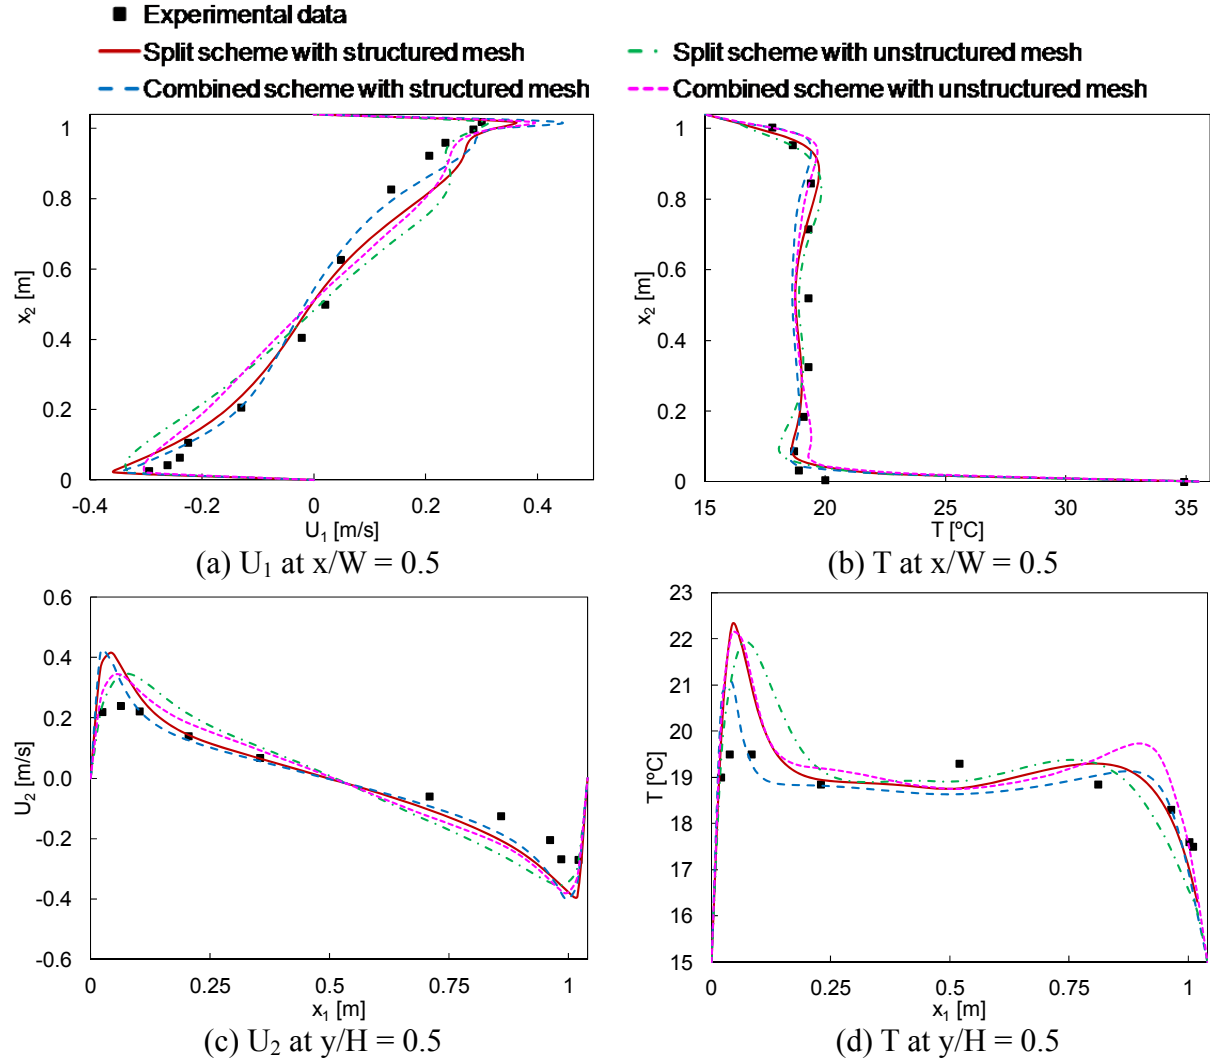 Experimental data
Split scheme with structured mesh
Split scheme with unstructured mesh
Combined scheme with structured mesh
Combined scheme with unstructured mesh
1
0.8
0.6
0.4
0.2
0
x₂ [m]
-0.4
-0.2
0
0.2
0.4
U₁ [m/s]
(a) U₁ at x/W = 0.5
1
0.8
0.6
0.4
0.2
0
x₂ [m]
15
20
25
30
35
T [ºC]
(b) T at x/W = 0.5
0.6
0.4
0.2
0.0
-0.2
-0.4
-0.6
U₂ [m/s]
0
0.25
0.5
0.75
1
x₁ [m]
(c) U₂ at y/H = 0.5
23
22
21
20
19
18
17
16
15
T [ºC]
0
0.25
0.5
0.75
1
x₁ [m]
(d) T at y/H = 0.5